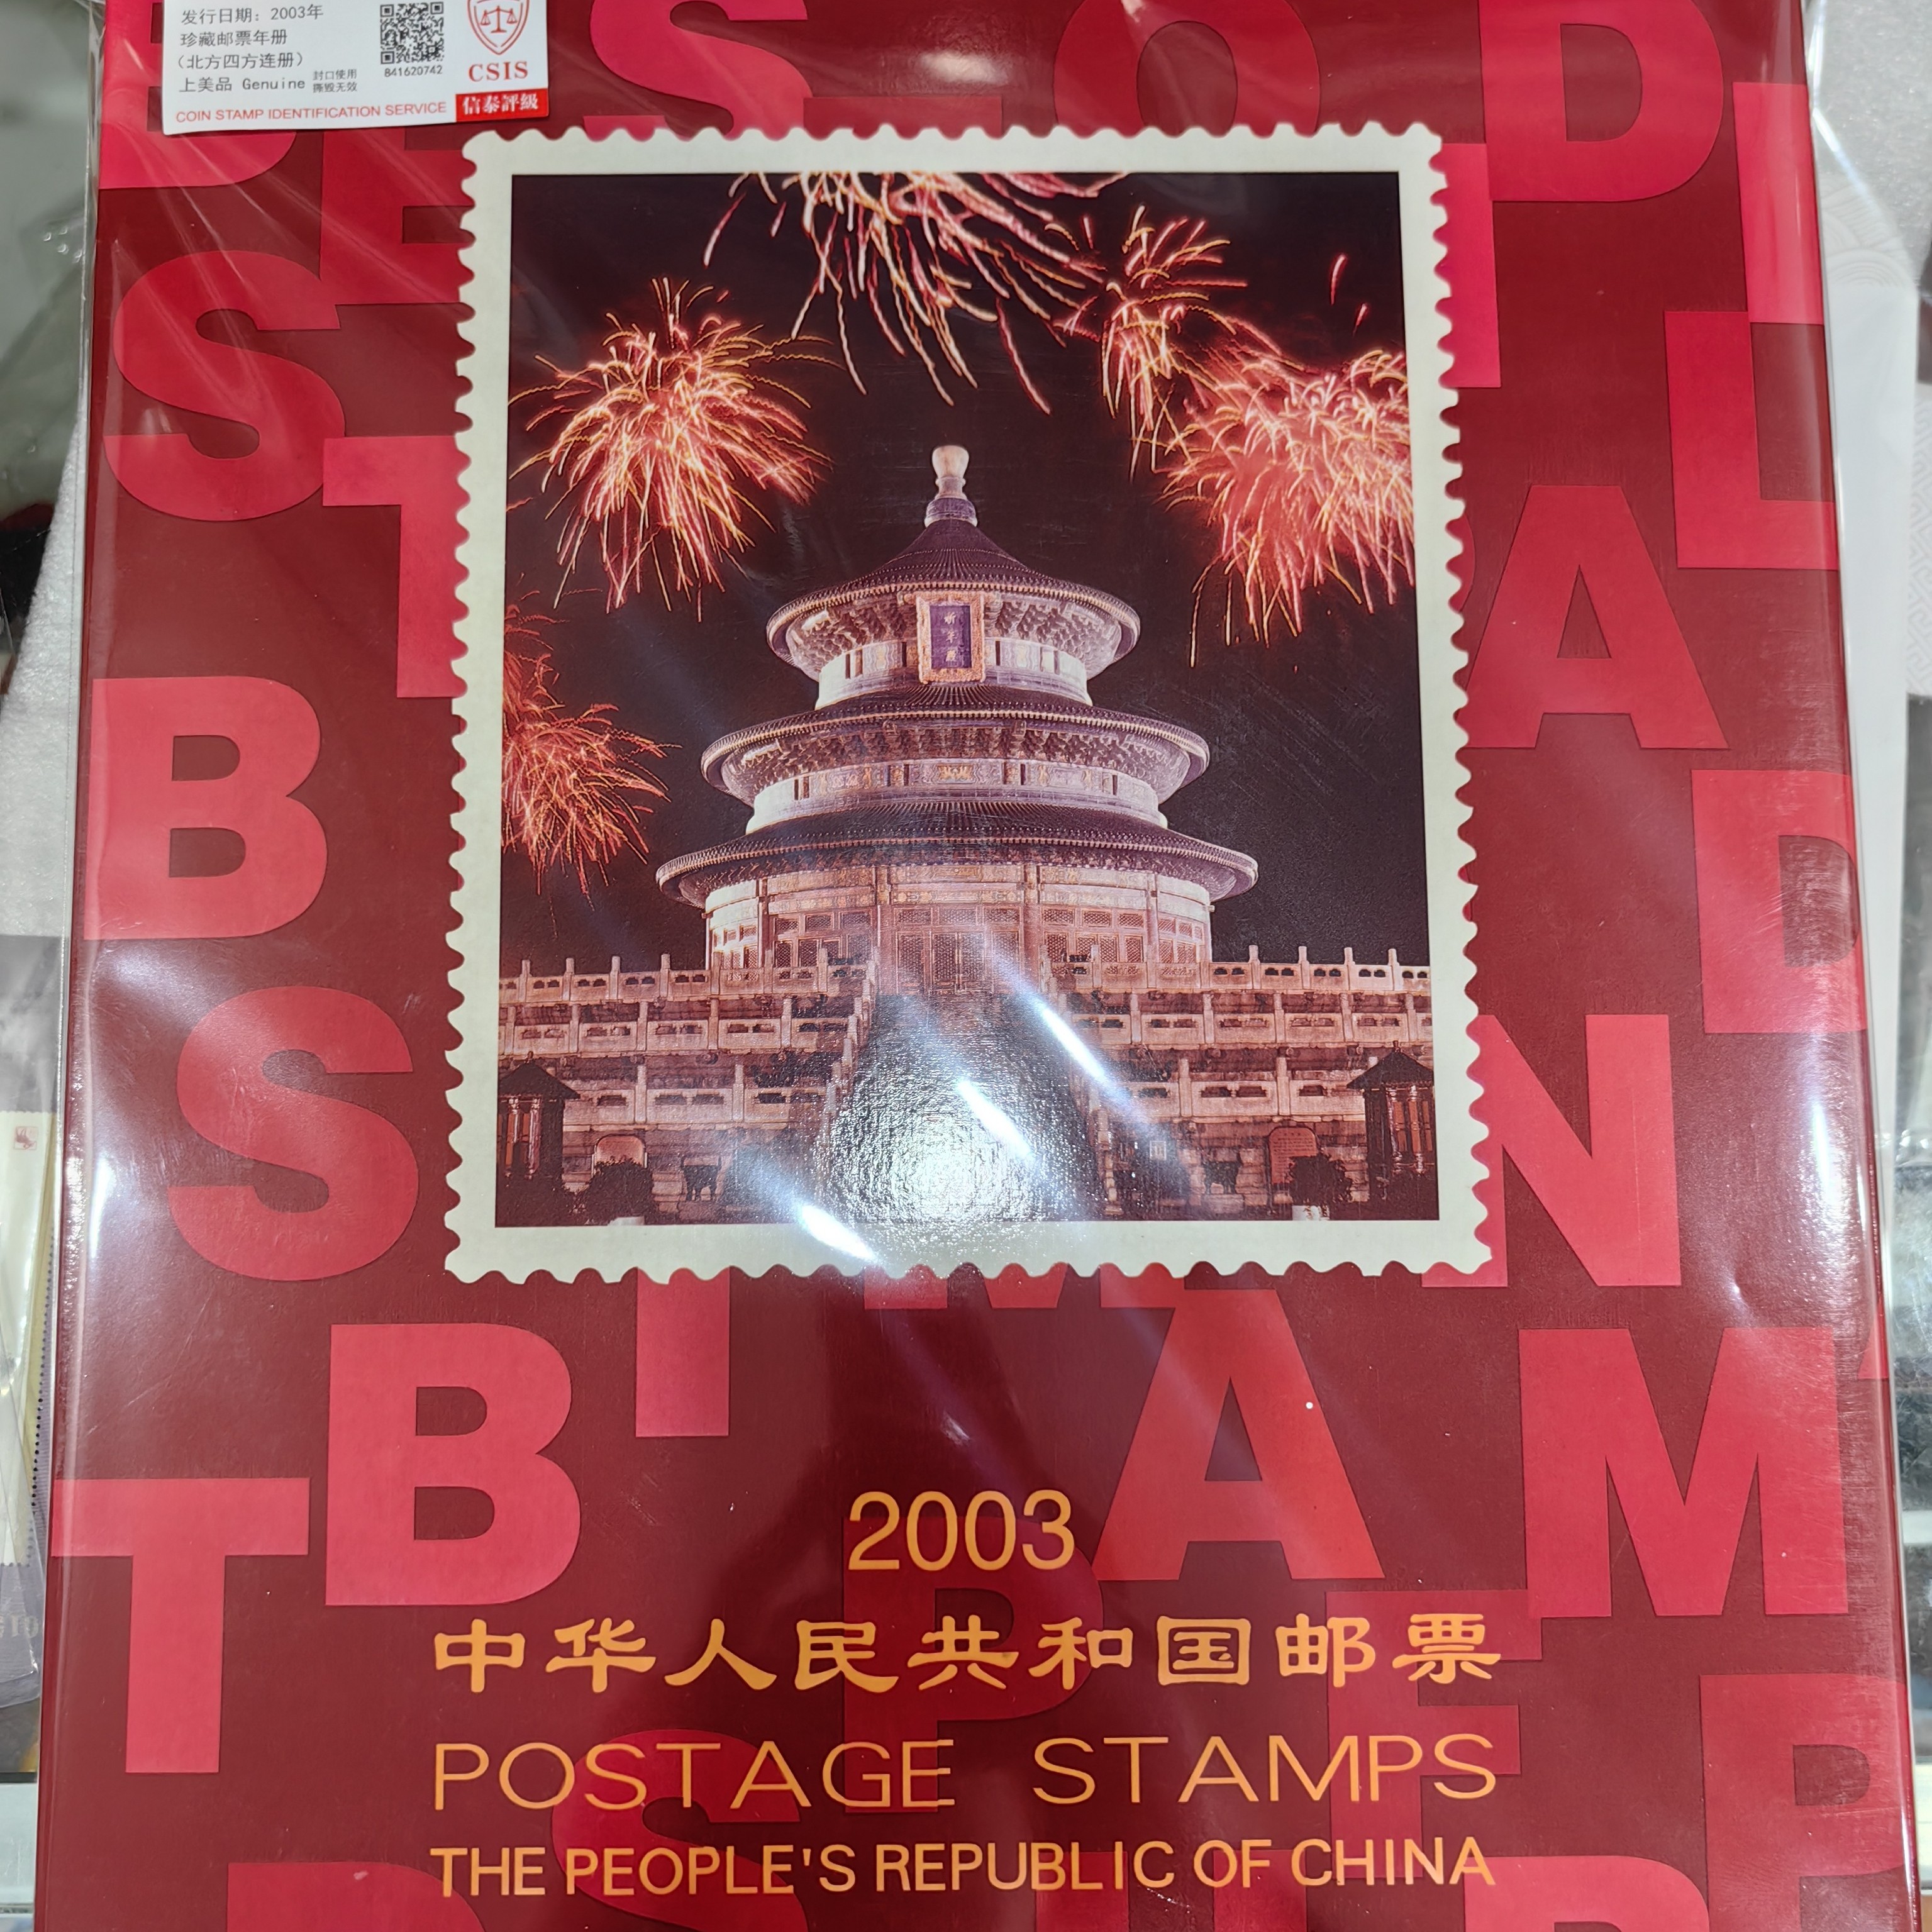 发行日期：2003年
珍藏邮票年册
（北方四方连册）
上美品 Genuine 封口使用
撕毁无效
841620742
CSIS
COIN STAMP IDENTIFICATION SERVICE
信泰評級
祈年殿
2003
中华人民共和国邮票
POSTAGE STAMPS
THE PEOPLE'S REPUBLIC OF CHINA